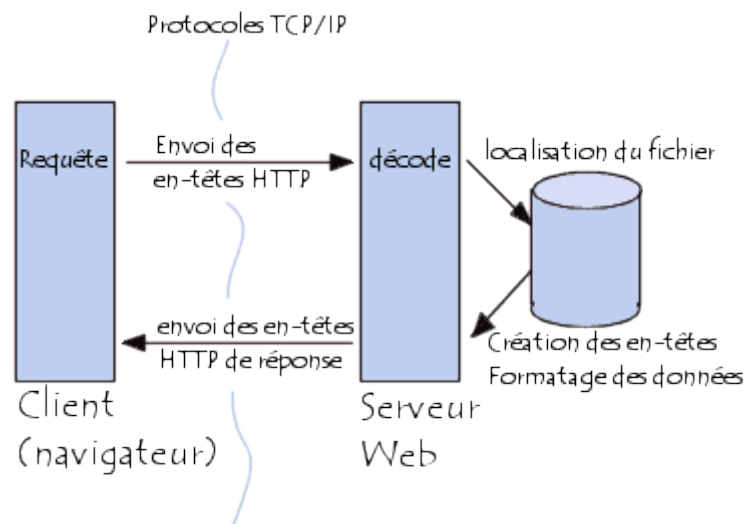 Protocoles TCP/IP
Requête
Envoi des
en-têtes HTTP
décode
localisation du fichier
envoi des en-têtes
HTTP de réponse
Création des en-têtes
Formatage des données
Client
(navigateur)
Serveur
Web